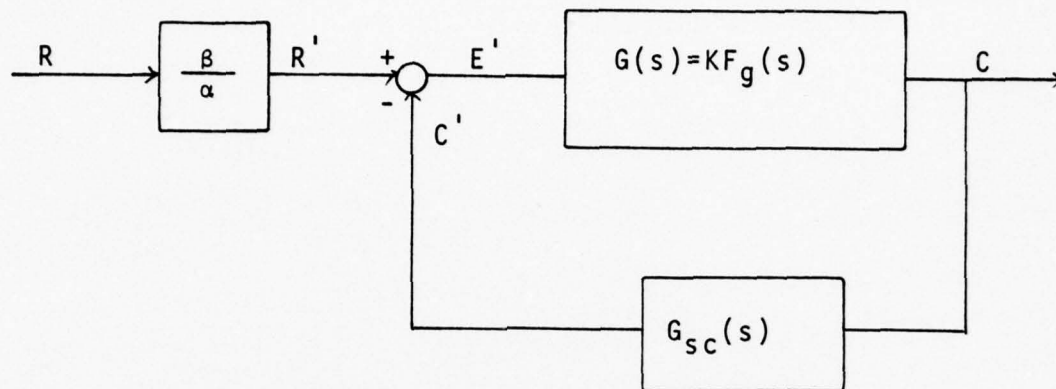 R
β
α
R'
+
-
E'
C'
G(s)=KF_g(s)
C
G_sc(s)